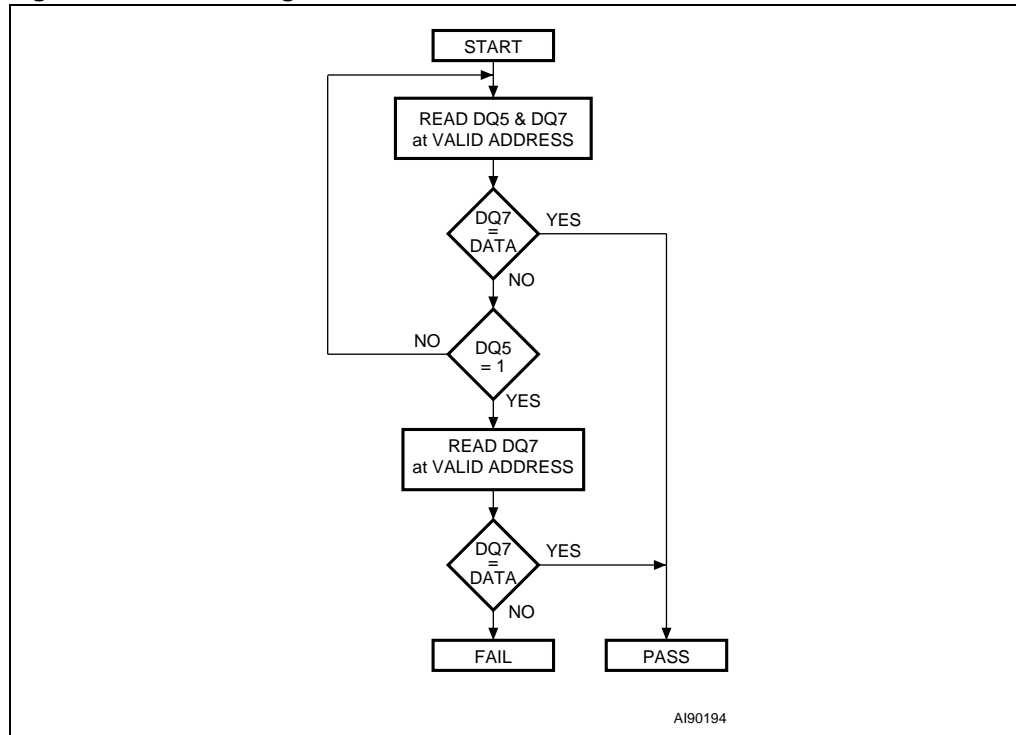 START
READ DQ5 & DQ7
at VALID ADDRESS
DQ7
=
DATA
YES
NO
NO
DQ5
= 1
YES
READ DQ7
at VALID ADDRESS
DQ7
=
DATA
YES
NO
FAIL
PASS
AI90194